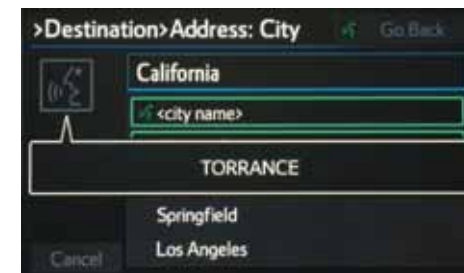 >Destination>Address: City Go Back
California
<city name>
TORRANCE
Springfield
Los Angeles
Cancel